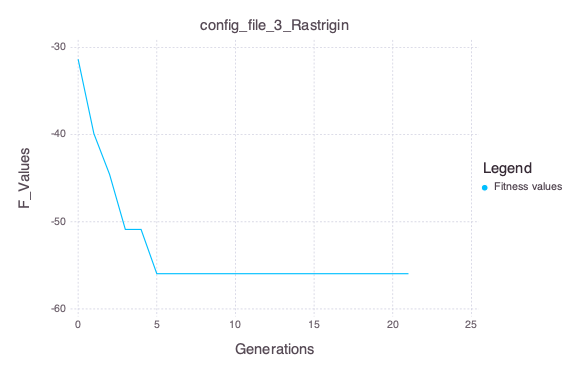 config_file_3_Rastrigin
-30
-40
-50
-60
F_Values
0 5 10 15 20 25
Generations
Legend
Fitness values